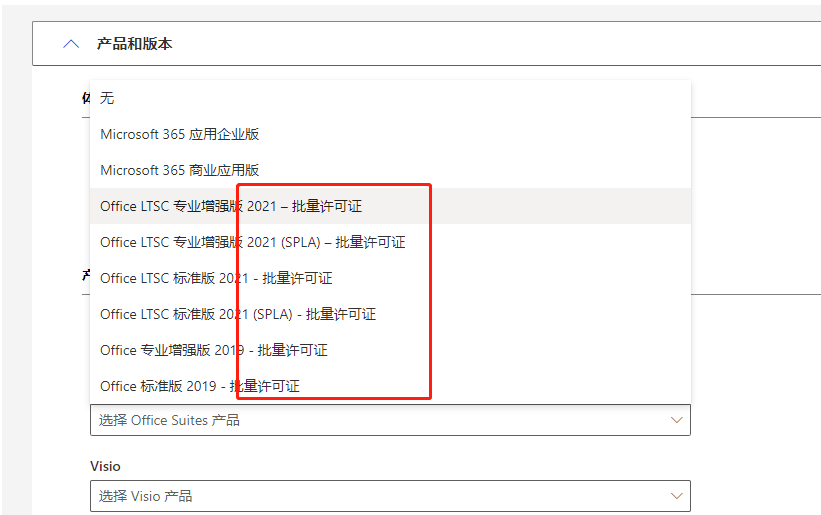 产品和版本
无
Microsoft 365 应用企业版
Microsoft 365 商业应用版
Office LTSC 专业增强版 2021 – 批量许可证
Office LTSC 专业增强版 2021 (SPLA) – 批量许可证
Office LTSC 标准版 2021 - 批量许可证
Office LTSC 标准版 2021 (SPLA) - 批量许可证
Office 专业增强版 2019 - 批量许可证
Office 标准版 2019 - 批量许可证
选择 Office Suites 产品
Visio
选择 Visio 产品